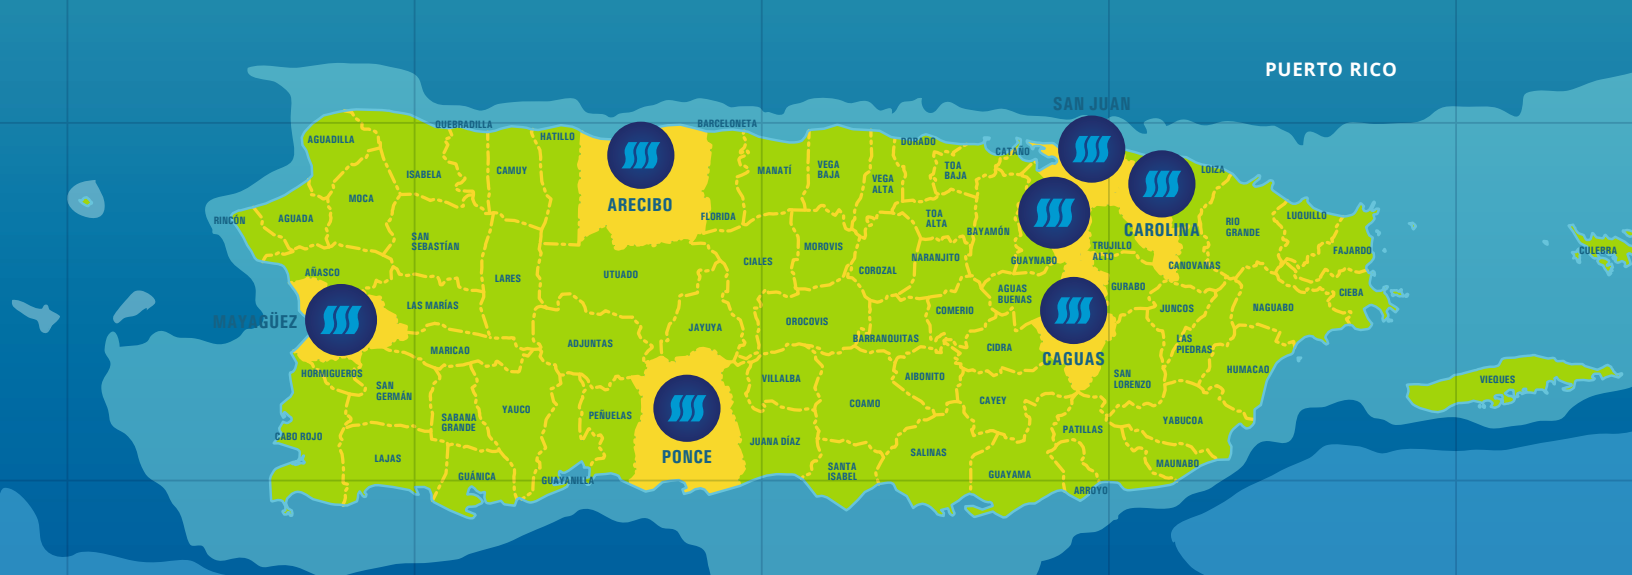 PUERTO RICO
SAN JUAN
QUEBRADILLA
BARCELONETA
AGUADILLA
HATILLO
DORADO
CATAÑO
ISABELA
CAMUY
MANATÍ
VEGA
BAJA
VEGA
ALTA
TOA
BAJA
LOIZA
MOCA
ARECIBO
RINCÓN
AGUADA
FLORIDA
TOA
ALTA
BAYAMÓN
CAROLINA
RIO
GRANDE
LUQUILLO
SAN
SEBASTÍAN
MOROVIS
TRUJILLO
ALTO
FAJARDO
CULEBRA
AÑASCO
LARES
UTUADO
CIALES
COROZAL
NARANJITO
GUAYNABO
CANOVANAS
LAS MARÍAS
AGUAS
BUENAS
GURABO
CIEBA
MAYAGÜEZ
JAYUYA
OROCOVIS
COMERIO
JUNCOS
NAGUABO
MARICAO
ADJUNTAS
BARRANQUITAS
CIDRA
CAGUAS
LAS
PIEDRAS
HORMIGUEROS
SAN
GERMÁN
VILLALBA
AIBONITO
SAN
LORENZO
HUMACAO
VIEQUES
SABANA
GRANDE
YAUCO
PEÑUELAS
COAMO
CAYEY
YABUCOA
CABO ROJO
PONCE
JUANA DÍAZ
PATILLAS
LAJAS
SALINAS
MAUNABO
GUÁNICA
GUAYANILLA
SANTA
ISABEL
GUAYAMA
ARROYO